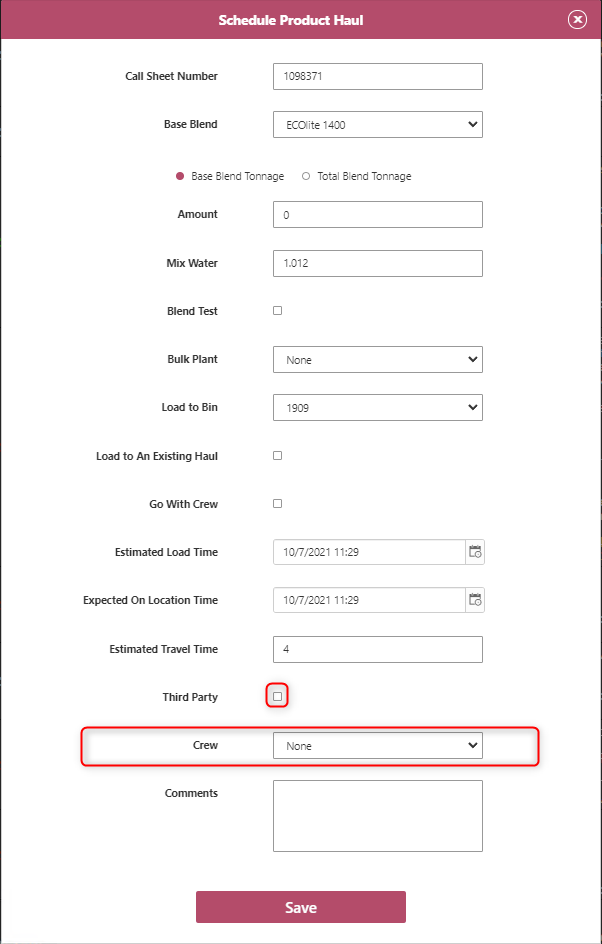 Schedule Product Haul
Call Sheet Number 1098371
Base Blend ECOlite 1400
Base Blend Tonnage Total Blend Tonnage
Amount 0
Mix Water 1.012
Blend Test
Bulk Plant None
Load to Bin 1909
Load to An Existing Haul
Go With Crew
Estimated Load Time 10/7/2021 11:29
Expected On Location Time 10/7/2021 11:29
Estimated Travel Time 4
Third Party
Crew None
Comments
Save